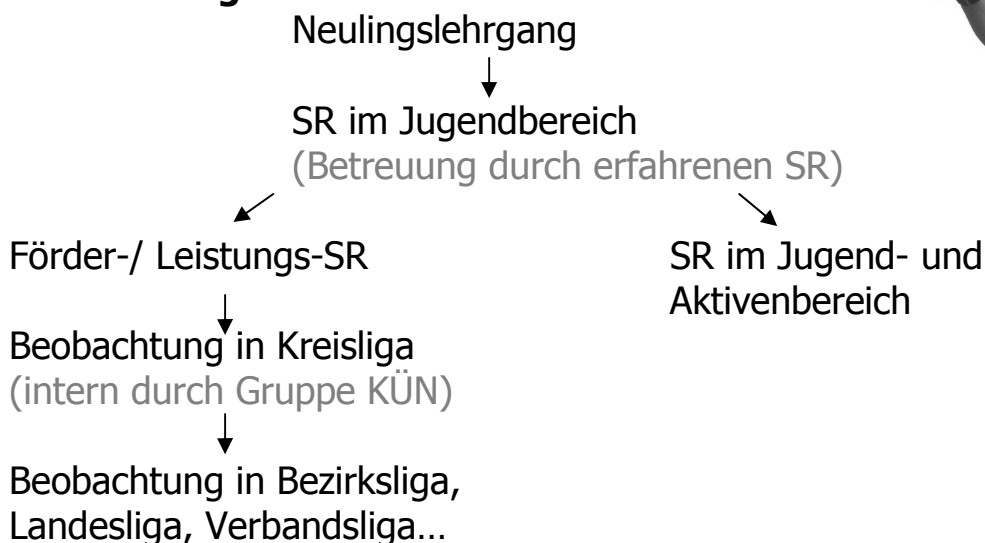 Neulingslehrgang
SR im Jugendbereich
(Betreuung durch erfahrenen SR)
Förder-/ Leistungs-SR
SR im Jugend- und
Aktivenbereich
Beobachtung in Kreisliga
(intern durch Gruppe KÜN)
Beobachtung in Bezirksliga,
Landesliga, Verbandsliga...